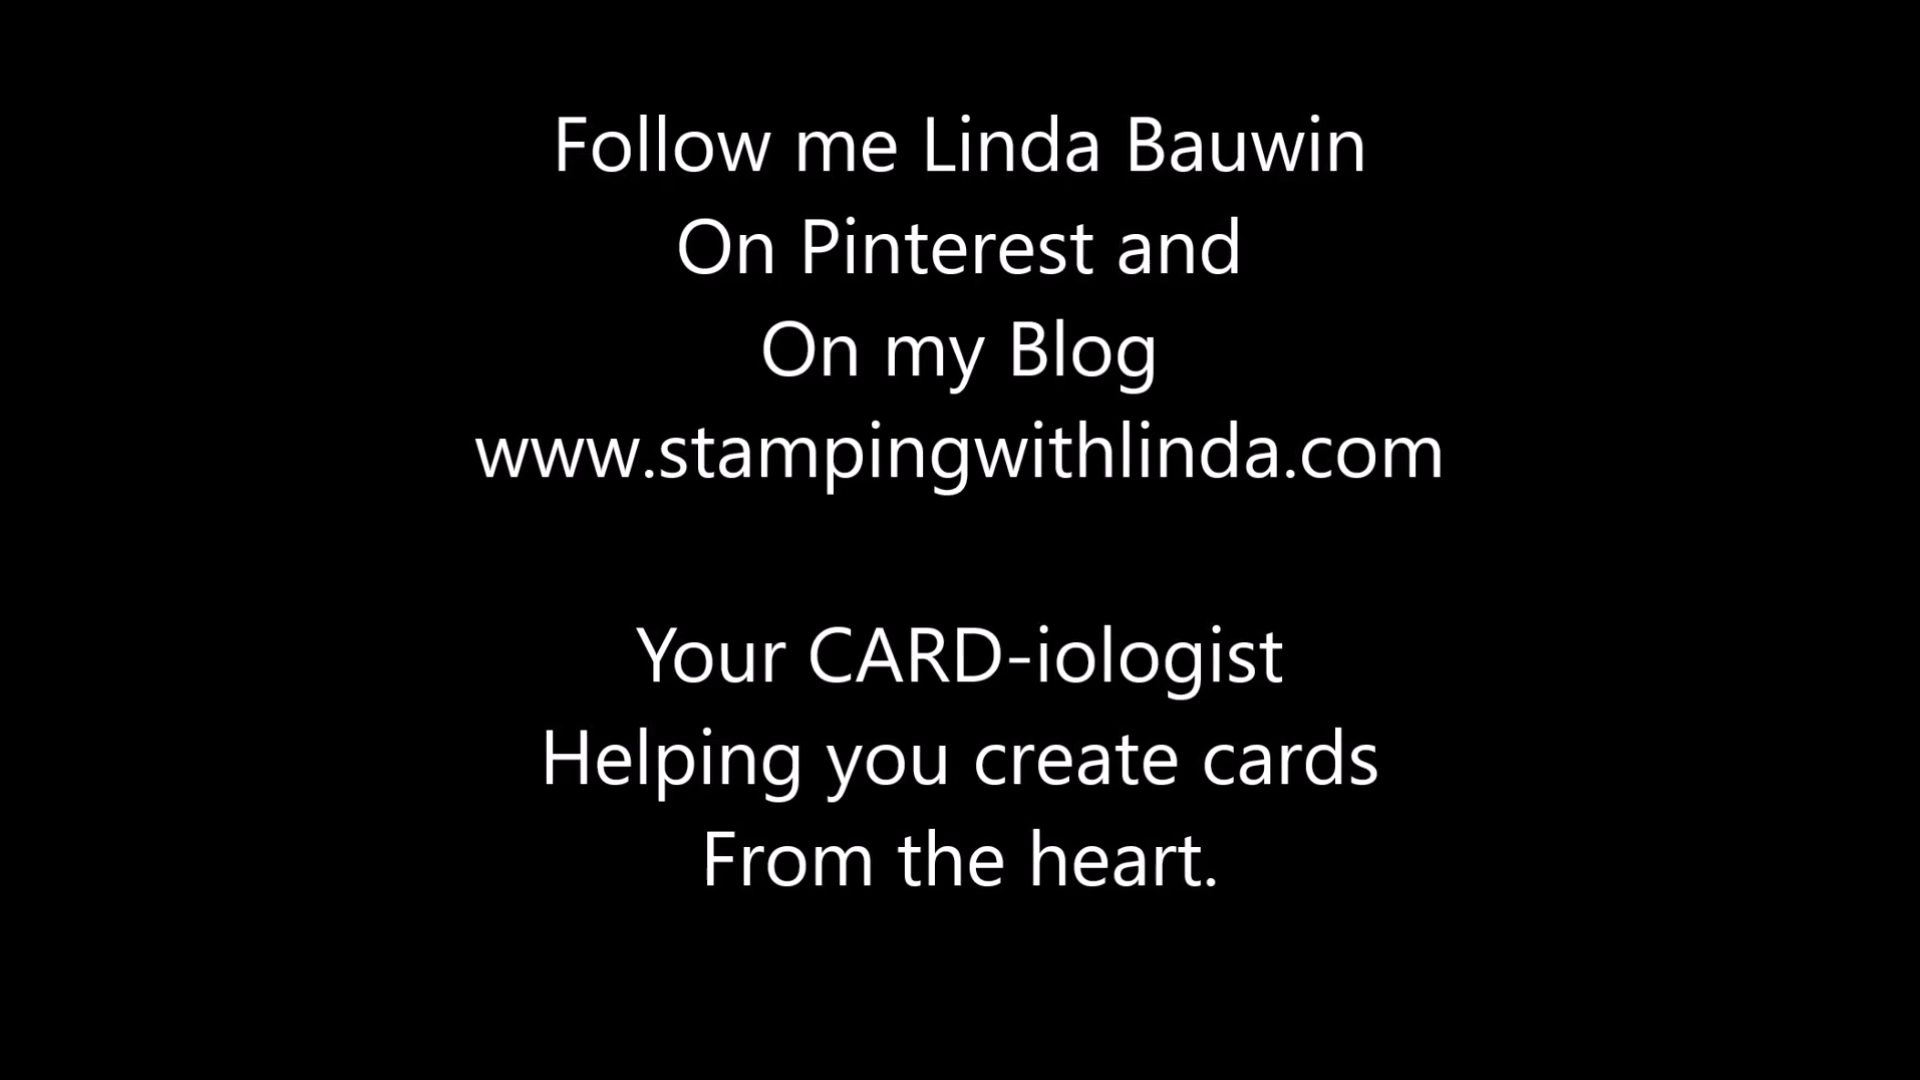 Follow me Linda Bauwin
On Pinterest and
On my Blog
www.stampingwithlinda.com
Your CARD-iologist
Helping you create cards
From the heart.